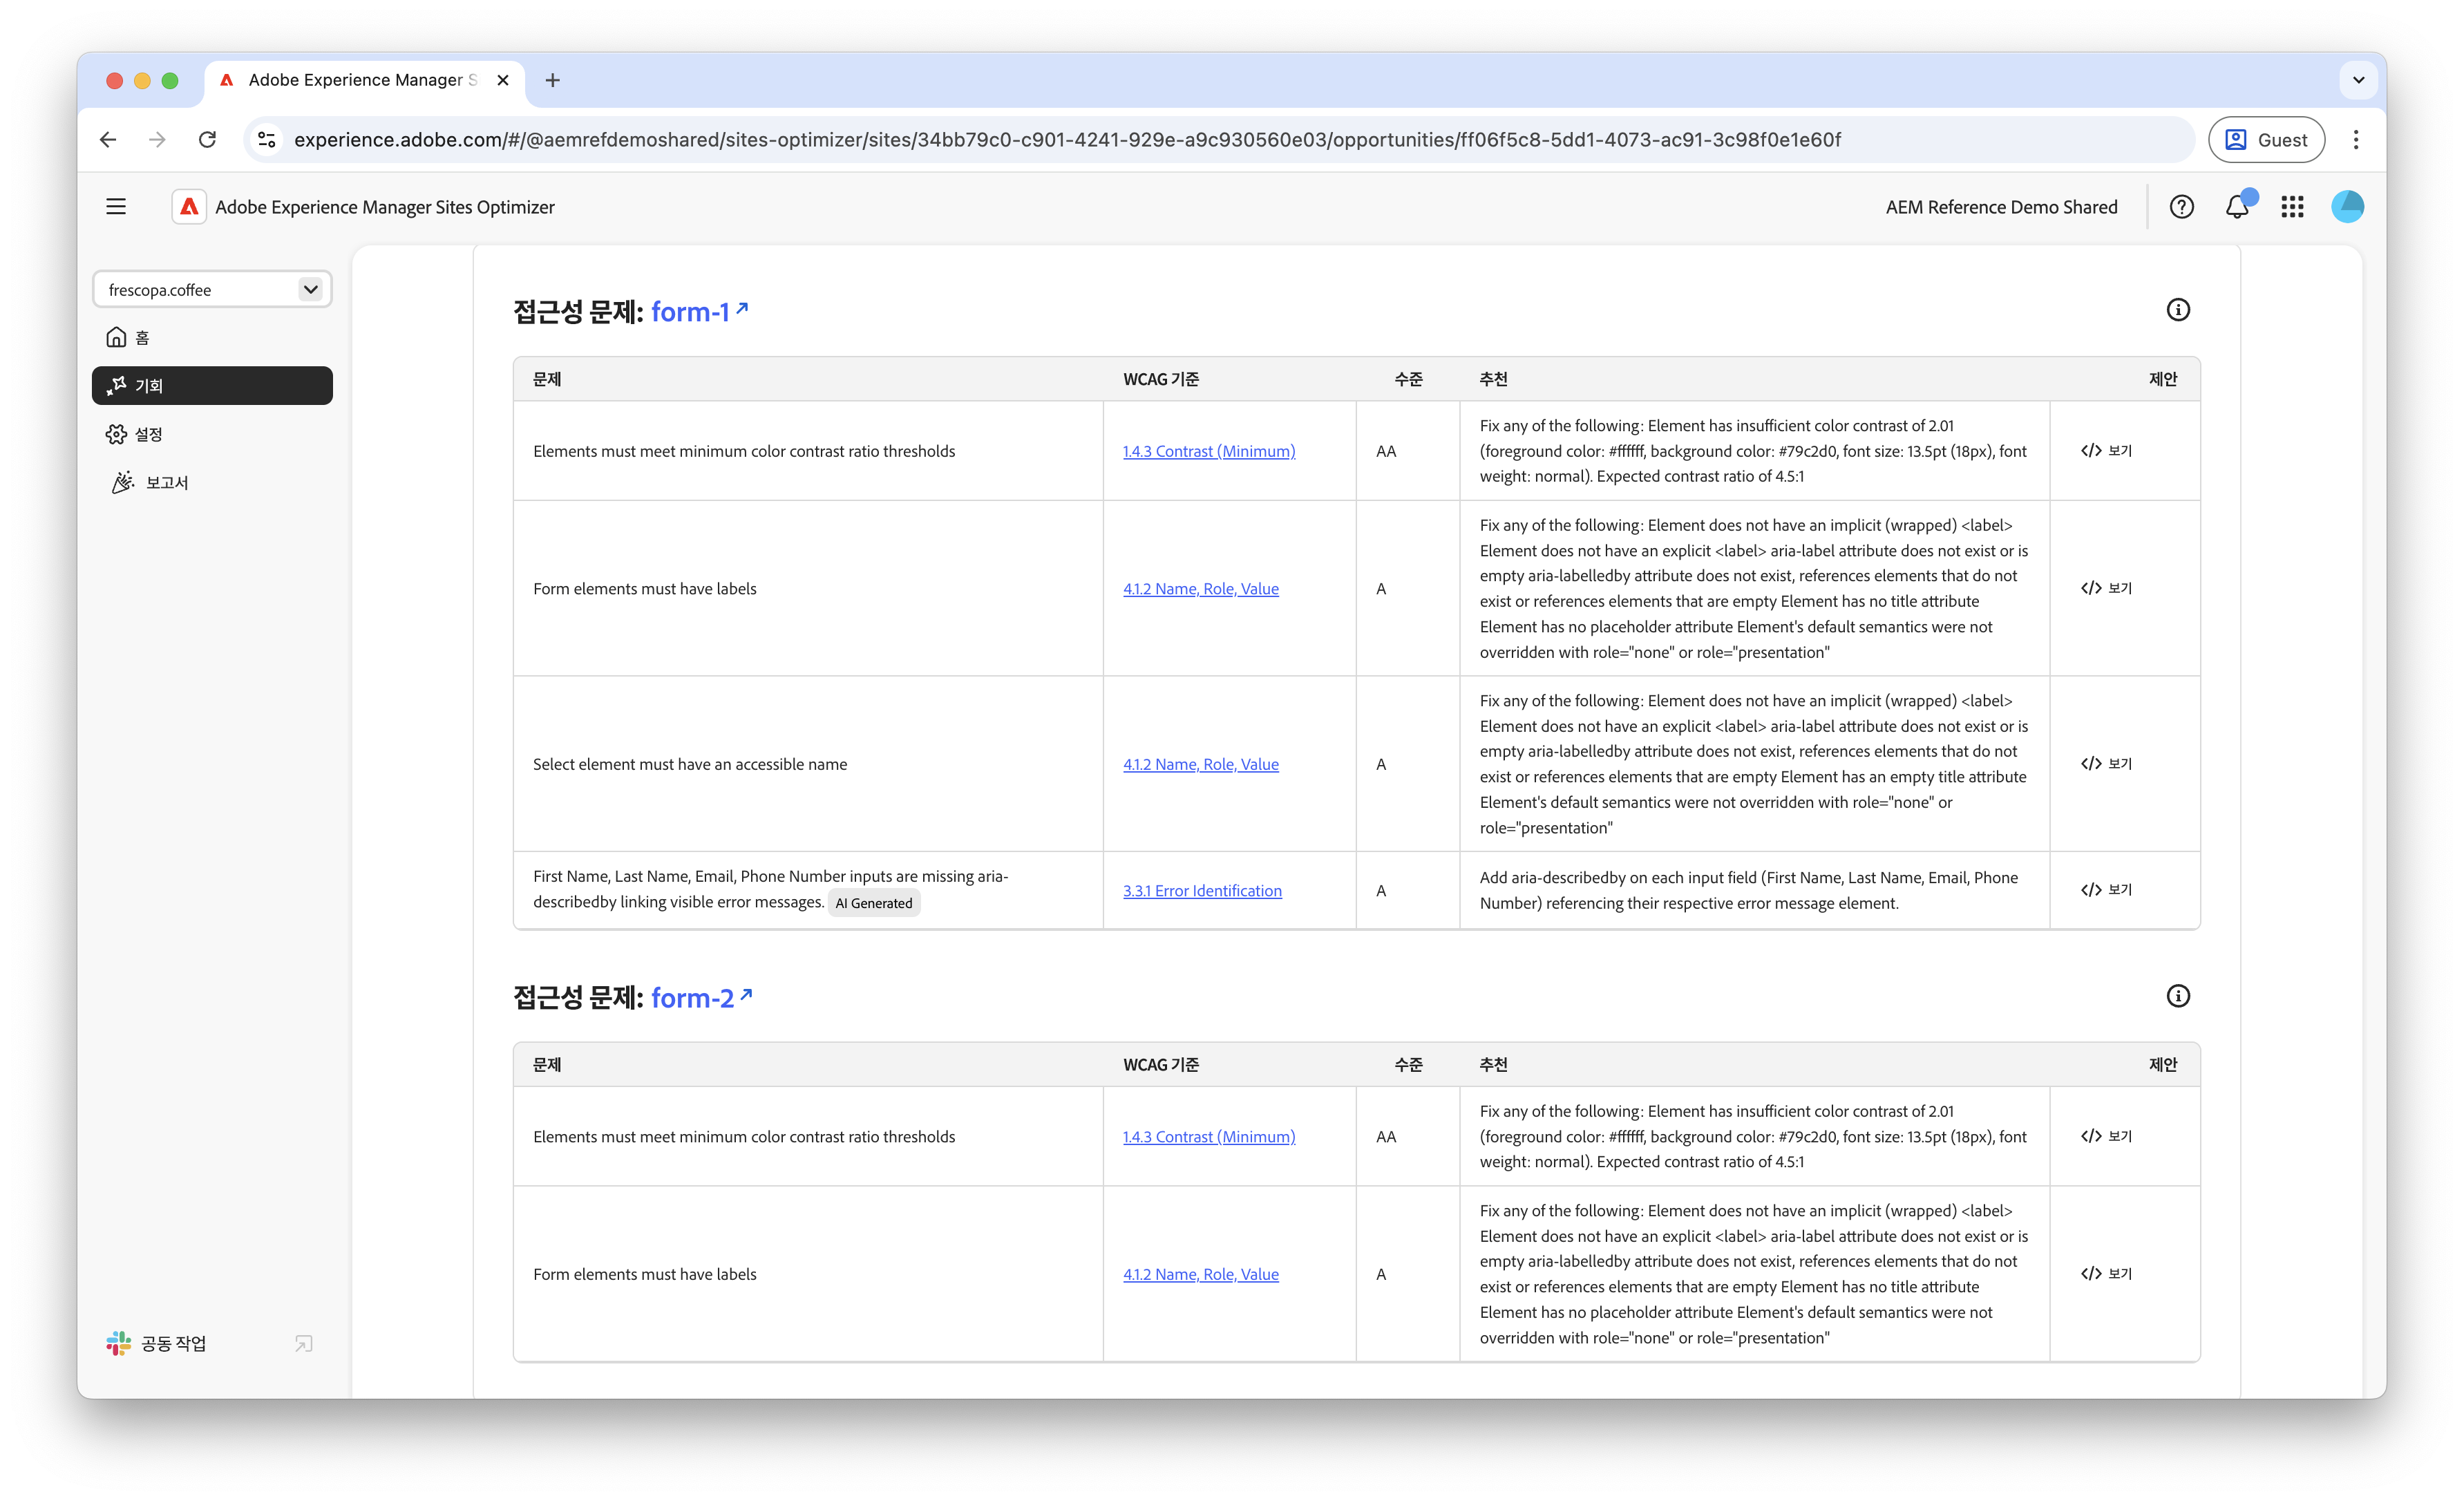 Adobe Experience Manager S
experience.adobe.com/#/@aemrefdemoshared/sites-optimizer/sites/34bb79c0-c901-4241-929e-a9c930560e03/opportunities/ff06f5c8-5dd1-4073-ac91-3c98f0e1e60f
Guest
Adobe Experience Manager Sites Optimizer
AEM Reference Demo Shared
frescopa.coffee
홈
기회
설정
보고서
공동 작업
접근성 문제: form-1
문제 WCAG 기준 수준 추천 제안
Elements must meet minimum color contrast ratio thresholds
1.4.3 Contrast (Minimum)
AA
Fix any of the following: Element has insufficient color contrast of 2.01
(foreground color: #ffffff, background color: #79c2d0, font size: 13.5pt (18px), font
weight: normal). Expected contrast ratio of 4.5:1
보기
Form elements must have labels
4.1.2 Name, Role, Value
A
Fix any of the following: Element does not have an implicit (wrapped) <label>
Element does not have an explicit <label> aria-label attribute does not exist or is
empty aria-labelledby attribute does not exist, references elements that do not
exist or references elements that are empty Element has no title attribute
Element has no placeholder attribute Element's default semantics were not
overridden with role="none" or role="presentation"
보기
Select element must have an accessible name
4.1.2 Name, Role, Value
A
Fix any of the following: Element does not have an implicit (wrapped) <label>
Element does not have an explicit <label> aria-label attribute does not exist or is
empty aria-labelledby attribute does not exist, references elements that do not
exist or references elements that are empty Element has an empty title attribute
Element's default semantics were not overridden with role="none" or
role="presentation"
보기
First Name, Last Name, Email, Phone Number inputs are missing aria-
describedby linking visible error messages. AI Generated
3.3.1 Error Identification
A
Add aria-describedby on each input field (First Name, Last Name, Email, Phone
Number) referencing their respective error message element.
보기
접근성 문제: form-2
문제 WCAG 기준 수준 추천 제안
Elements must meet minimum color contrast ratio thresholds
1.4.3 Contrast (Minimum)
AA
Fix any of the following: Element has insufficient color contrast of 2.01
(foreground color: #ffffff, background color: #79c2d0, font size: 13.5pt (18px), font
weight: normal). Expected contrast ratio of 4.5:1
보기
Form elements must have labels
4.1.2 Name, Role, Value
A
Fix any of the following: Element does not have an implicit (wrapped) <label>
Element does not have an explicit <label> aria-label attribute does not exist or is
empty aria-labelledby attribute does not exist, references elements that do not
exist or references elements that are empty Element has no title attribute
Element has no placeholder attribute Element's default semantics were not
overridden with role="none" or role="presentation"
보기